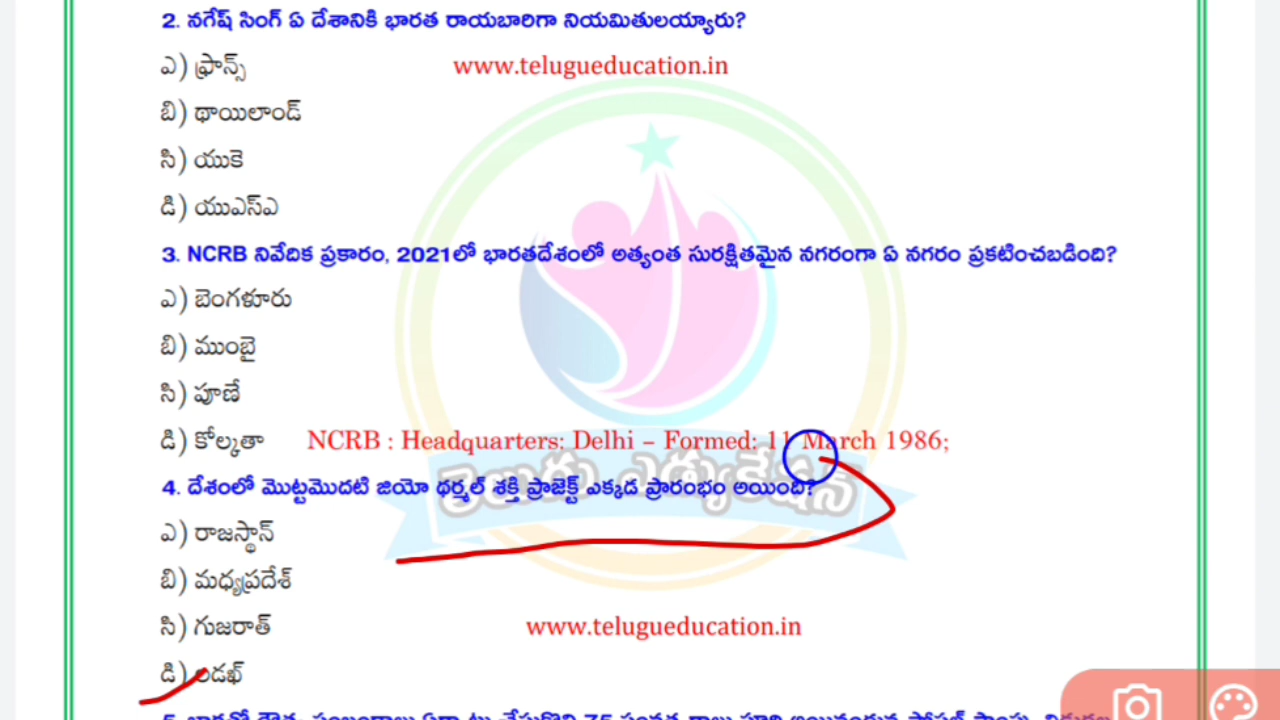 2. నగేష్ సింగ్ ఏ దేశానికి భారత రాయబారిగా నియమితులయ్యారు?
ఎ) ఫ్రాన్స్ www.telugueducation.in
బి) థాయిలాండ్
సి) యుకె
డి) యుఎస్ఎ
3. NCRB నివేదిక ప్రకారం, 2021లో భారతదేశంలో అత్యంత సురక్షితమైన నగరంగా ఏ నగరం ప్రకటించబడింది?
ఎ) బెంగళూరు
బి) ముంబై
సి) పూణే
డి) కోల్కతా NCRB : Headquarters: Delhi – Formed: 11 March 1986;
తెలుగు ఎడ్యుకేషన్
4. దేశంలో మొట్టమొదటి జియో థర్మల్ శక్తి ప్రాజెక్ట్ ఎక్కడ ప్రారంభం అయింది?
ఎ) రాజస్థాన్
బి) మధ్యప్రదేశ్
సి) గుజరాత్ www.telugueducation.in
డి) లడఖ్